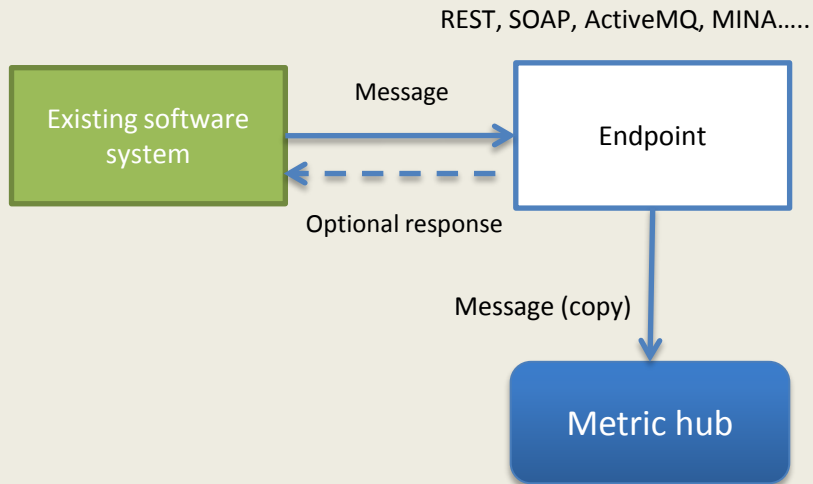 REST, SOAP, ActiveMQ, MINA.....
Existing software
system
Message
Endpoint
Optional response
Message (copy)
Metric hub